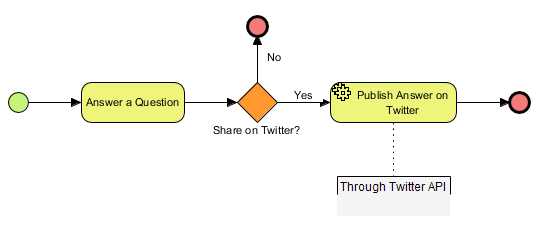 No
Answer a Question
Yes
Publish Answer on
Twitter
Share on Twitter?
Through Twitter API